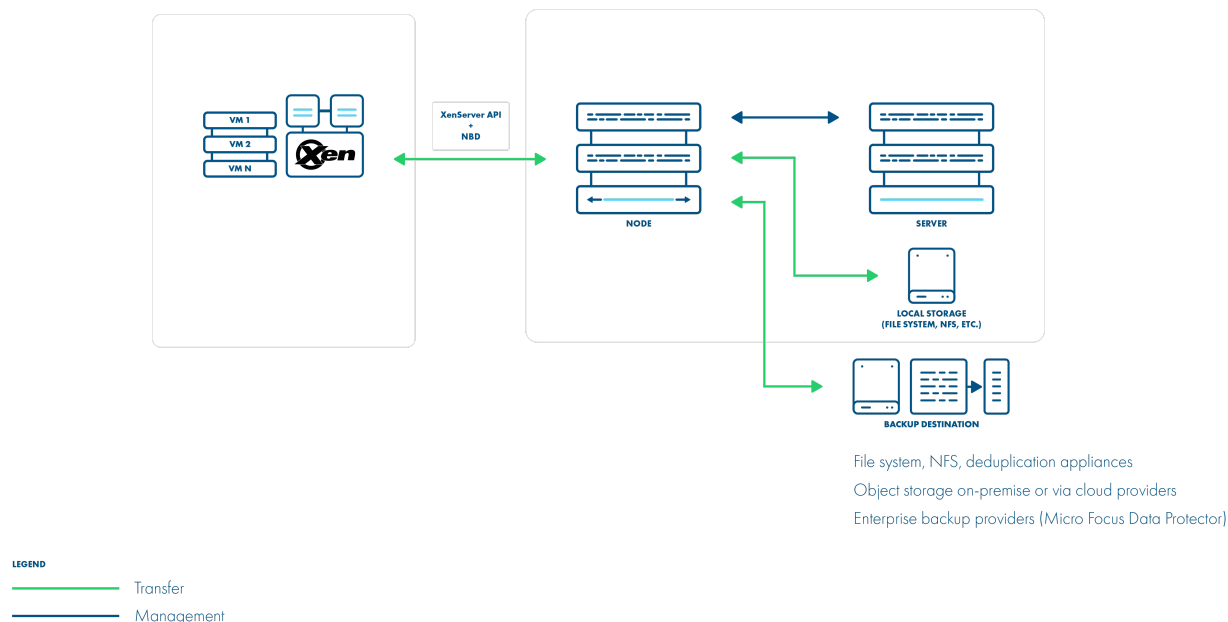 VM 1
VM 2
VM N
Xen
XenServer API
+
NBD
NODE
SERVER
LOCAL STORAGE
(FILE SYSTEM, NFS, ETC.)
BACKUP DESTINATION
File system, NFS, deduplication appliances
Object storage on-premise or via cloud providers
Enterprise backup providers (Micro Focus Data Protector)
LEGEND
Transfer
Management